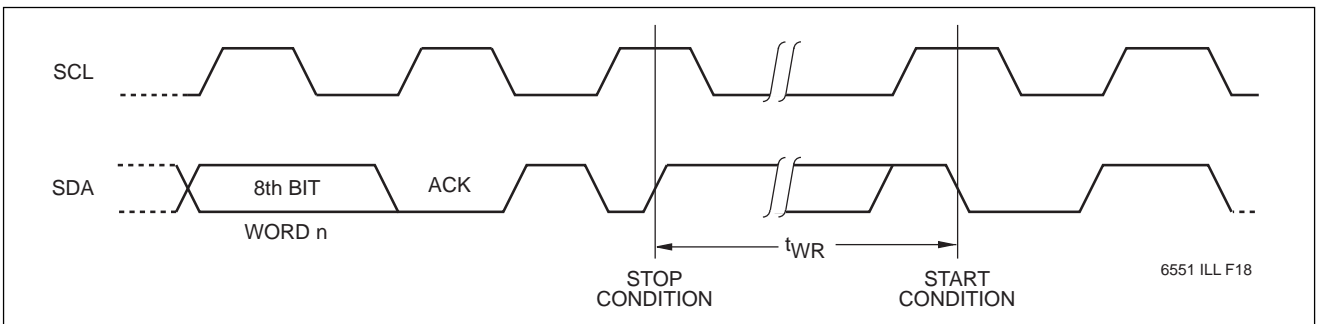 SCL
SDA
8th BIT
ACK
WORD n
tWR
STOP
CONDITION
START
CONDITION
6551 ILL F18